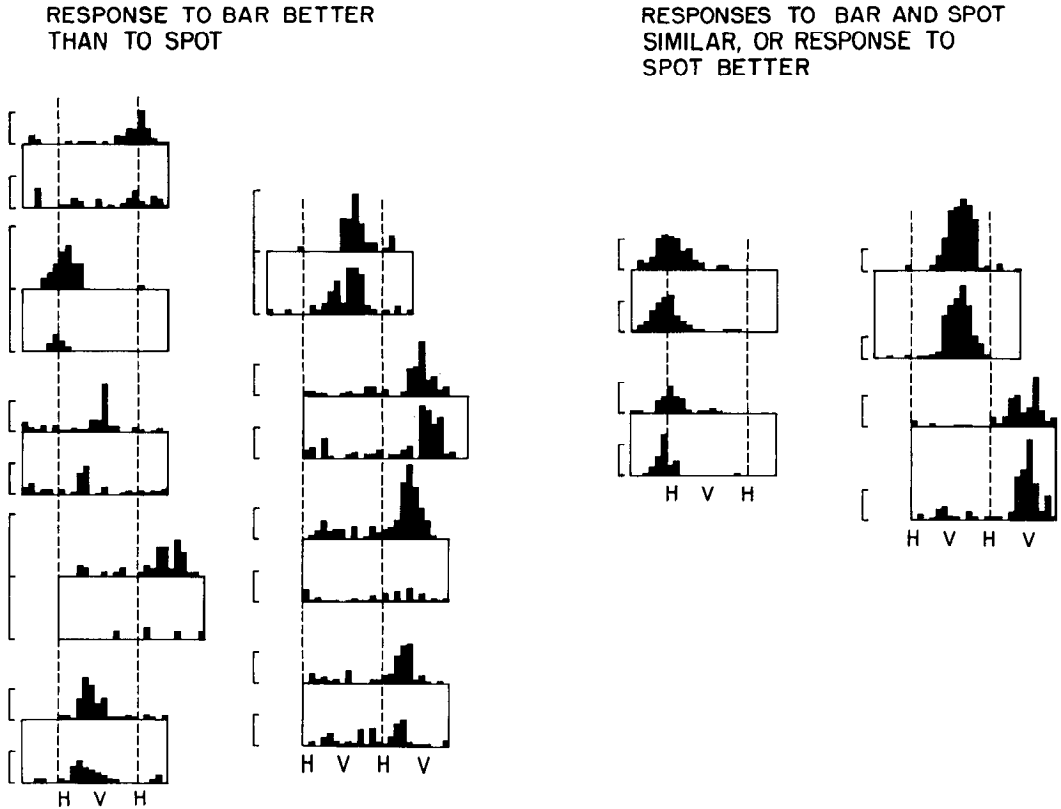 RESPONSE TO BAR BETTER
THAN TO SPOT
RESPONSES TO BAR AND SPOT
SIMILAR, OR RESPONSE TO
SPOT BETTER
H V H
H V H V
H V H
H V H V